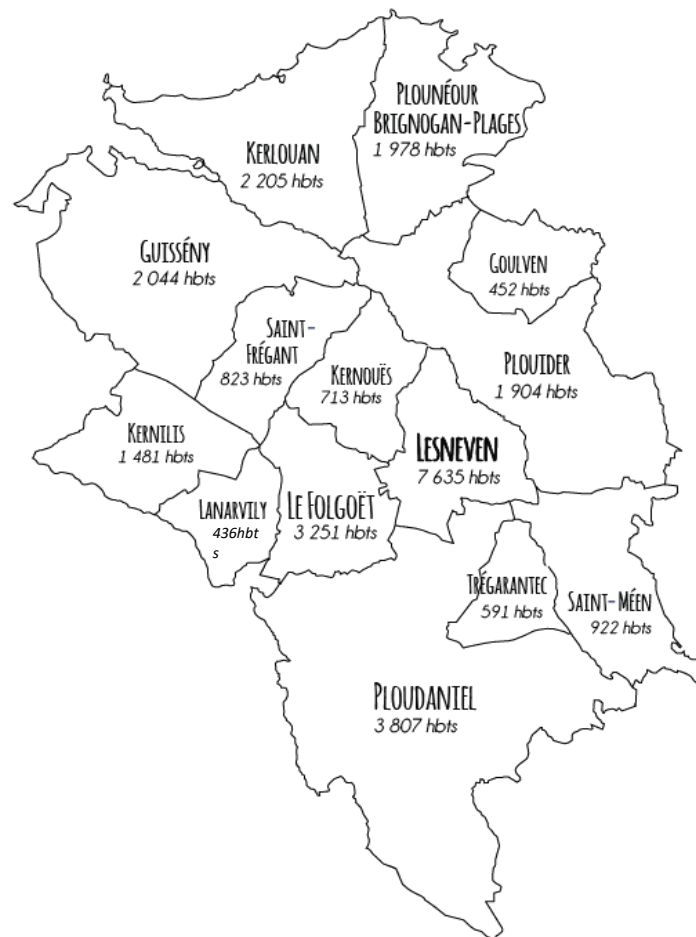 PLOUNÉOUR
BRIGNOGAN-PLAGES
1 978 hbts
KERLOUAN
2 205 hbts
GUISSÉNY
2 044 hbts
GOULVEN
452 hbts
SAINT-
FRÉGANT
823 hbts
KERNOUËS
713 hbts
PLOUIDER
1 904 hbts
KERNILIS
1 481 hbts
LESNEVEN
7 635 hbts
LANARVILY
436hbt
s
LE FOLGOËT
3 251 hbts
TRÉGARANTEC
591 hbts
SAINT-MÉEN
922 hbts
PLOUDANIEL
3 807 hbts